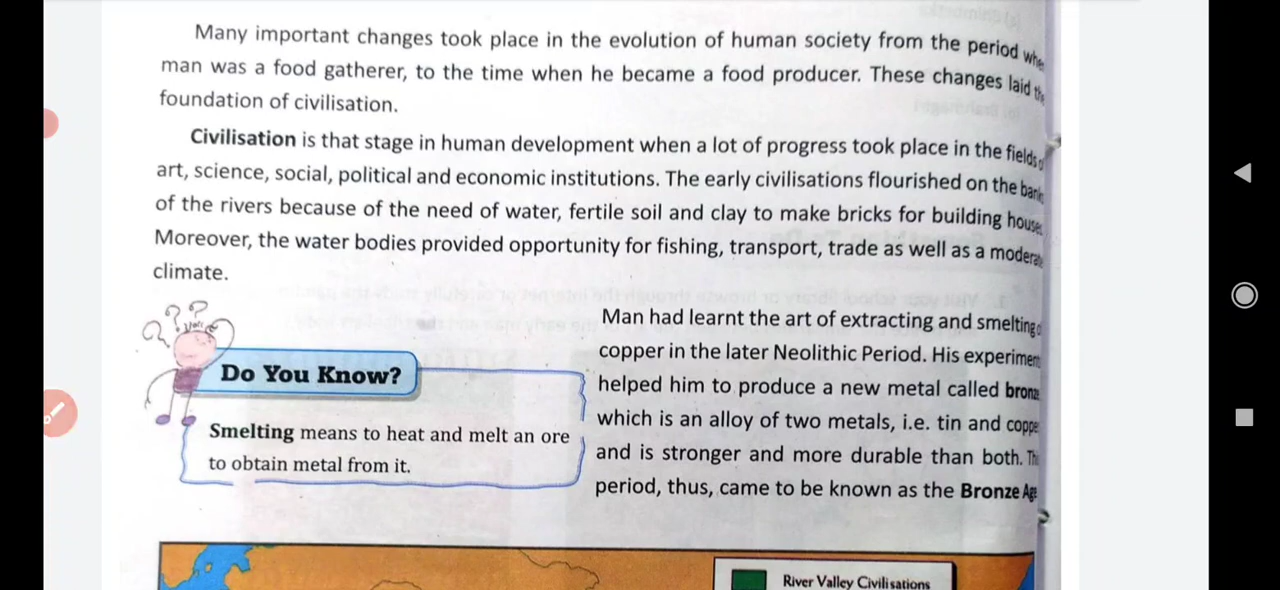 Many important changes took place in the evolution of human society from the period
man was a food gatherer, to the time when he became a food producer. These changes laid the
foundation of civilisation.
Civilisation is that stage in human development when a lot of progress took place in the fields of
art, science, social, political and economic institutions. The early civilisations flourished on the
of the rivers because of the need of water, fertile soil and clay to make bricks for building
Moreover, the water bodies provided opportunity for fishing, transport, trade as well as a
climate.
Man had learnt the art of extracting and smelting
copper in the later Neolithic Period. His
helped him to produce a new metal called
which is an alloy of two metals, i.e. tin and
and is stronger and more durable than both.
period, thus, came to be known as the Bronze Age
Do You Know?
Smelting means to heat and melt an ore
to obtain metal from it.
River Valley Civilisations